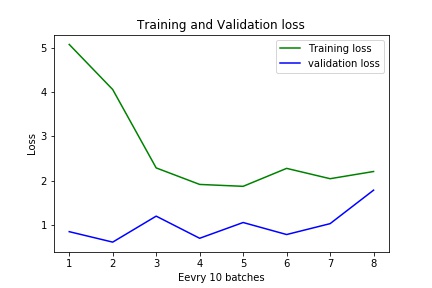 Training and Validation loss
Training loss
validation loss
Loss
5
4
3
2
1
1 2 3 4 5 6 7 8
Eevry 10 batches